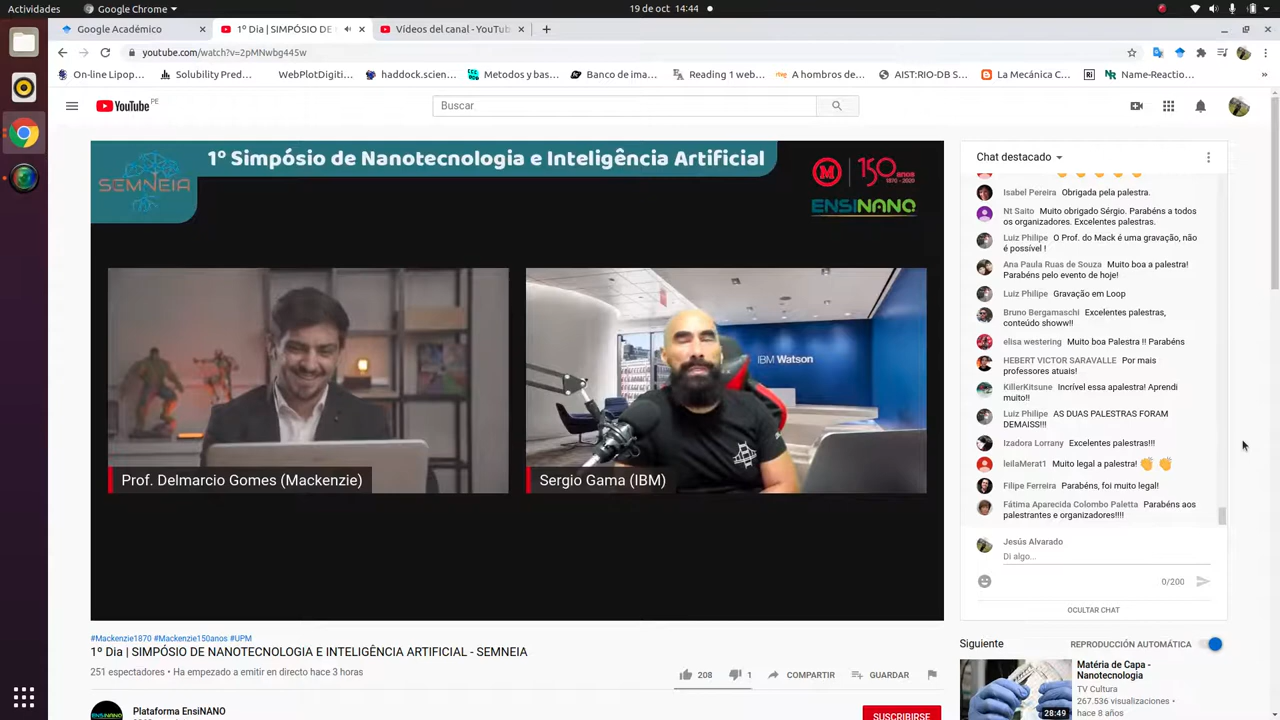 Actividades
Google Chrome
19 de oct 14:44
Google Académico
1º Dia | SIMPÓSIO DE
Vídeos del canal - YouTub
youtube.com/watch?v=2pMNwbg445w
On-line Lipop...
Solubility Pred...
WebPlotDigiti...
haddock.scien...
Metodos y bas...
Banco de ima...
Reading 1 web...
A hombros de...
AIST:RIO-DB S...
La Mecánica C...
Name-Reactio...
YouTube PE
Buscar
1º Simpósio de Nanotecnologia e Inteligência Artificial
SEMNEIA
M 150 anos
1870 - 2020
ENSINANO
IBM Watson
Prof. Delmarcio Gomes (Mackenzie)
Sergio Gama (IBM)
Chat destacado
Isabel Pereira Obrigada pela palestra.
Nt Saito Muito obrigado Sérgio. Parabéns a todos
os organizadores. Excelentes palestras.
Luiz Philipe O Prof. do Mack é uma gravação, não
é possível !
Ana Paula Ruas de Souza Muito boa a palestra!
Parabéns pelo evento de hoje!
Luiz Philipe Gravação em Loop
Bruno Bergamaschi Excelentes palestras,
conteúdo showw!!
elisa westering Muito boa Palestra !! Parabéns
HEBERT VICTOR SARAVALLE Por mais
professores atuais!
KillerKitsune Incrível essa apalestra! Aprendi
muito!!
Luiz Philipe AS DUAS PALESTRAS FORAM
DEMAISS!!!
Izadora Lorrany Excelentes palestras!!!
leilaMerat1 Muito legal a palestra! 👏 👏
Filipe Ferreira Parabéns, foi muito legal!
Fátima Aparecida Colombo Paletta Parabéns aos
palestrantes e organizadores!!!!
Jesús Alvarado
Di algo...
0/200
OCULTAR CHAT
#Mackenzie1870 #Mackenzie150anos #UPM
1º Dia | SIMPÓSIO DE NANOTECNOLOGIA E INTELIGÊNCIA ARTIFICIAL - SEMNEIA
251 espectadores • Ha empezado a emitir en directo hace 3 horas
208
1
COMPARTIR
GUARDAR
Plataforma EnsiNANO
SUSCRIBIRSE
Siguiente
REPRODUCCIÓN AUTOMÁTICA
Matéria de Capa -
Nanotecnologia
TV Cultura
267.536 visualizaciones •
hace 8 años
28:49